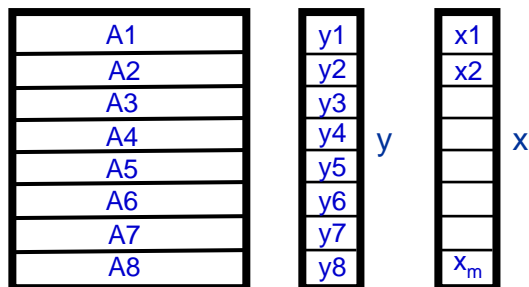 A1 y1 x1
A2 y2 x2
A3 y3
A4 y4 y x
A5 y5
A6 y6
A7 y7
A8 y8 xₘ